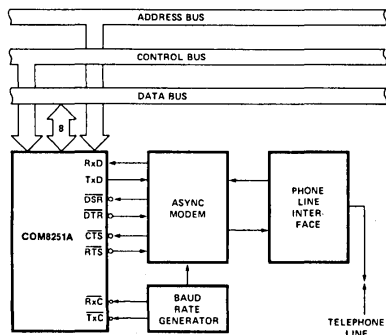 ADDRESS BUS
CONTROL BUS
DATA BUS
8
COM8251A
RxD
TxD
DSR
DTR
CTS
RTS
RxC
TxC
ASYNC
MODEM
BAUD
RATE
GENERATOR
PHONE
LINE
INTER-
FACE
TELEPHONE
LINE